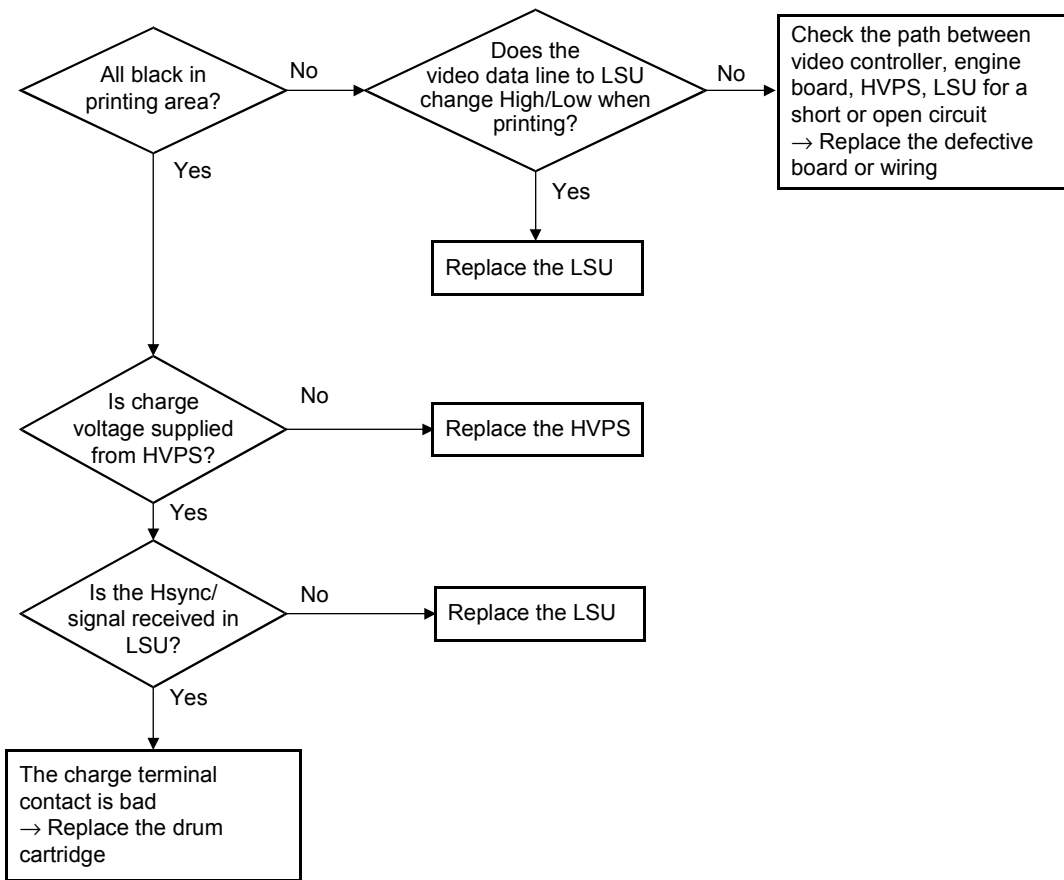 All black in
printing area?
No
Does the
video data line to LSU
change High/Low when
printing?
No
Check the path between
video controller, engine
board, HVPS, LSU for a
short or open circuit
→ Replace the defective
board or wiring
Yes
Yes
Replace the LSU
Is charge
voltage supplied
from HVPS?
No
Replace the HVPS
Yes
Is the Hsync/
signal received in
LSU?
No
Replace the LSU
Yes
The charge terminal
contact is bad
→ Replace the drum
cartridge